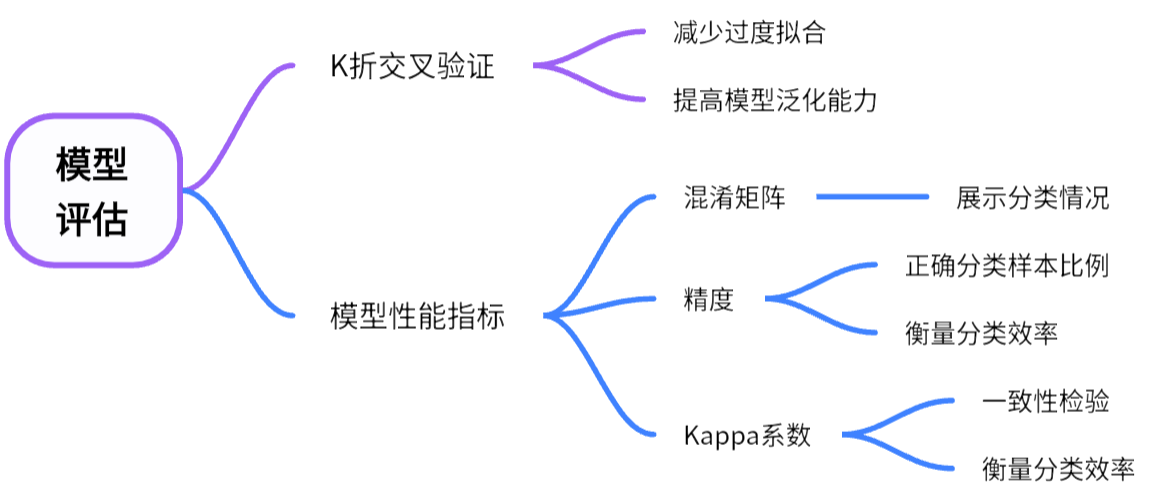 模型
评估
K折交叉验证
减少过度拟合
提高模型泛化能力
模型性能指标
混淆矩阵
展示分类情况
精度
正确分类样本比例
衡量分类效率
Kappa系数
一致性检验
衡量分类效率